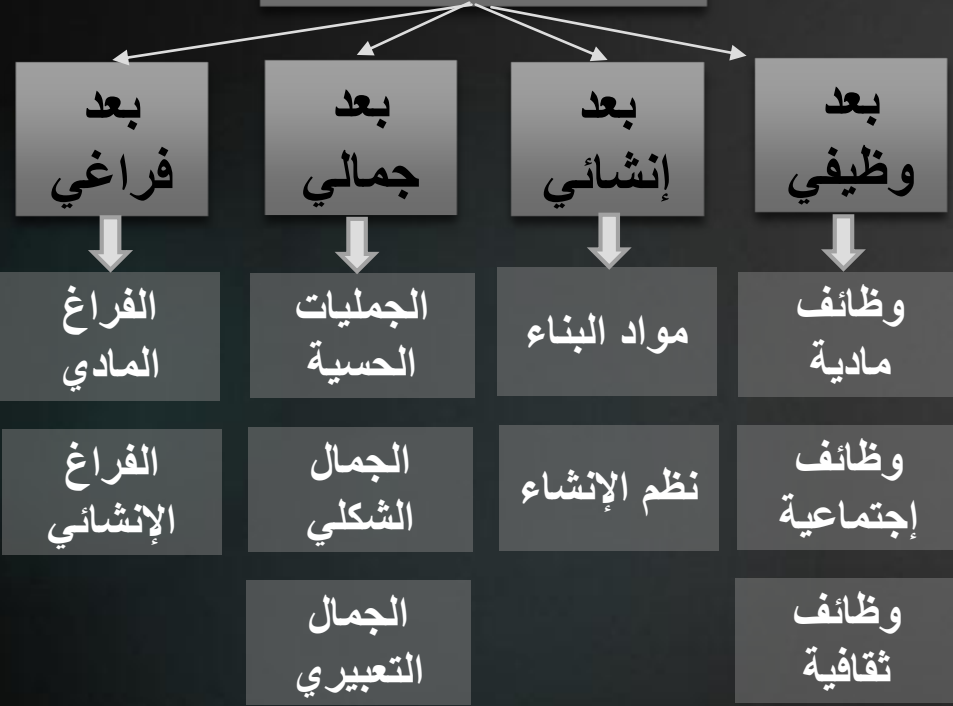 بعد
وظيفي
بعد
إنشائي
بعد
جمالي
بعد
فراغي
وظائف
مادية
مواد البناء
الجمليات
الحسية
الفراغ
المادي
وظائف
إجتماعية
نظم الإنشاء
الجمال
الشكلي
الفراغ
الإنشائي
وظائف
ثقافية
الجمال
التعبيري